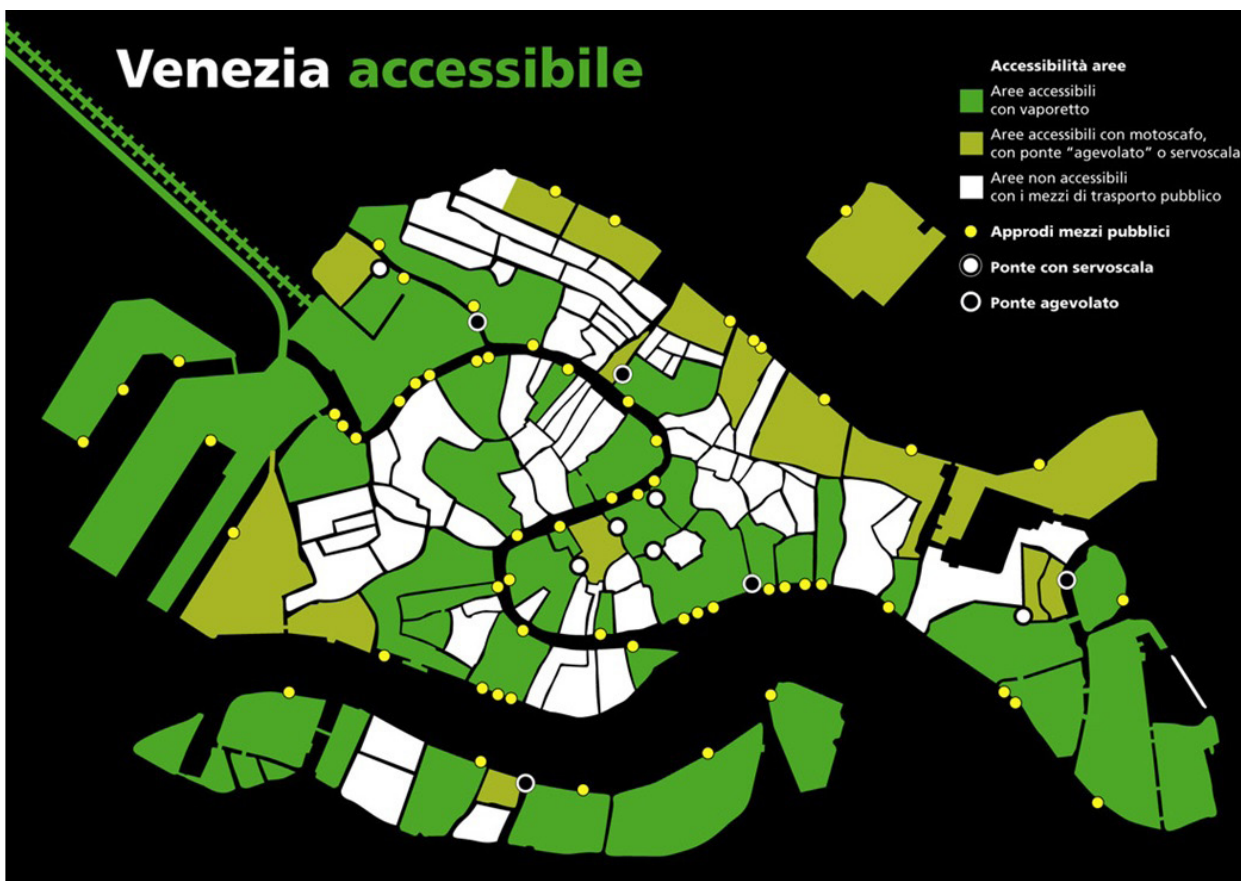 Venezia accessibile
Accessibilità aree
Aree accessibili
con vaporetto
Aree accessibili con motoscafo,
con ponte “agevolato” o servoscala
Aree non accessibili
con i mezzi di trasporto pubblico
Approdi mezzi pubblici
Ponte con servoscala
Ponte agevolato